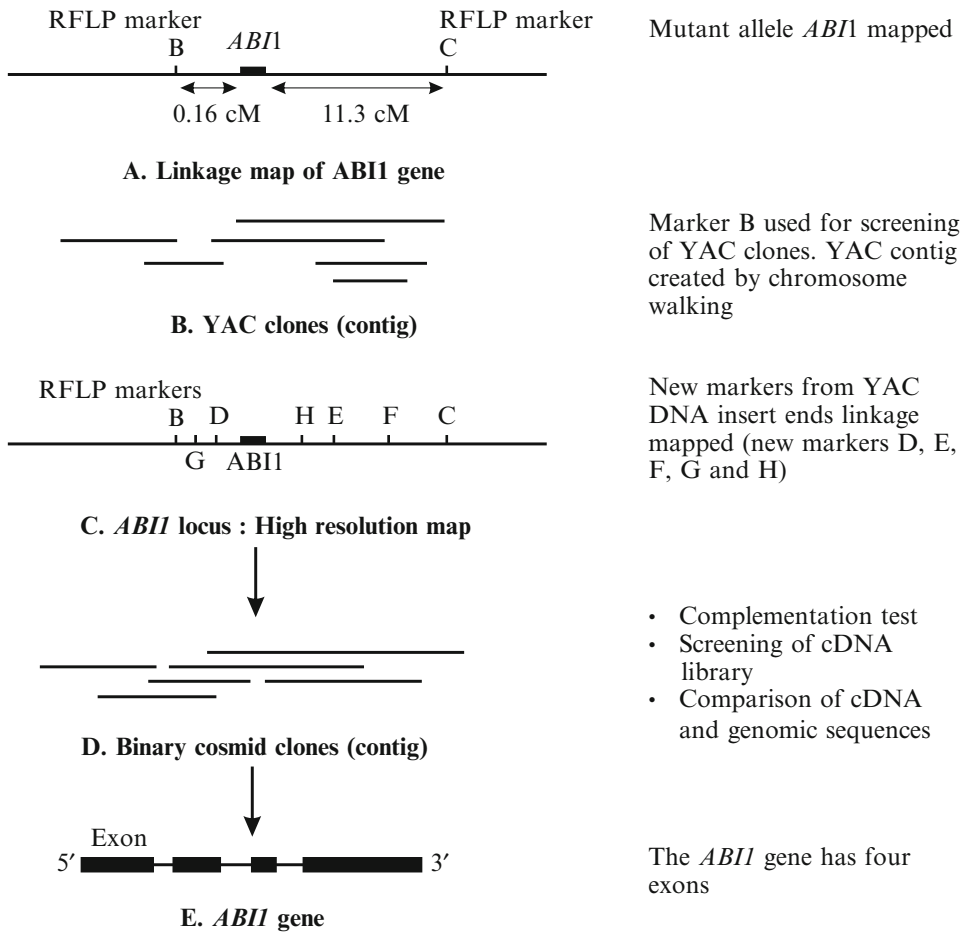 RFLP marker
RFLP marker
B
ABI1
C
0.16 cM
11.3 cM
A. Linkage map of ABI1 gene
Mutant allele ABI1 mapped
B. YAC clones (contig)
Marker B used for screening
of YAC clones. YAC contig
created by chromosome
walking
RFLP markers
B
D
H
E
F
C
G
ABI1
C. ABI1 locus : High resolution map
New markers from YAC
DNA insert ends linkage
mapped (new markers D, E,
F, G and H)
D. Binary cosmid clones (contig)
• Complementation test
• Screening of cDNA
library
• Comparison of cDNA
and genomic sequences
Exon
5′
3′
E. ABI1 gene
The ABI1 gene has four
exons